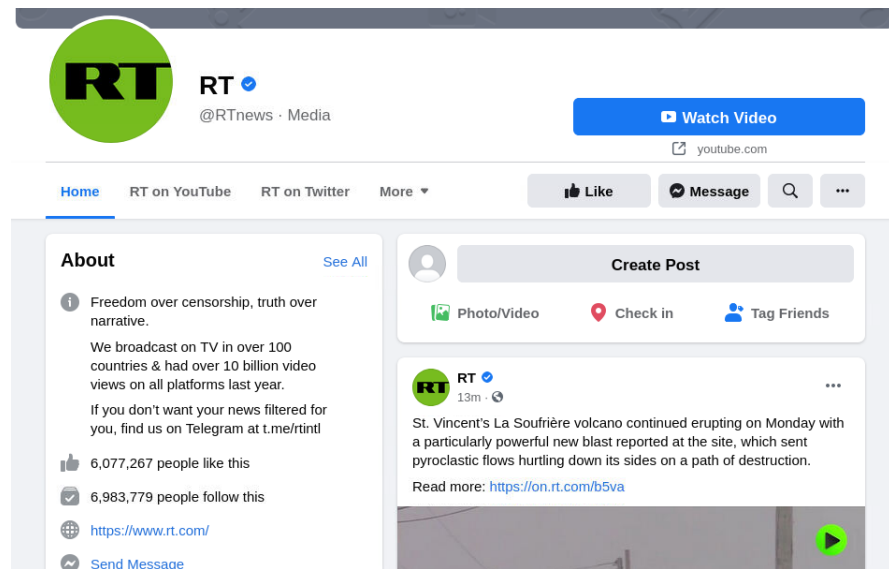 RT
RT
@RTnews · Media
Watch Video
youtube.com
Home
RT on YouTube
RT on Twitter
More
Like
Message
About
See All
Freedom over censorship, truth over
narrative.
We broadcast on TV in over 100
countries & had over 10 billion video
views on all platforms last year.
If you don’t want your news filtered for
you, find us on Telegram at t.me/rtintl
6,077,267 people like this
6,983,779 people follow this
https://www.rt.com/
Send Message
Create Post
Photo/Video
Check in
Tag Friends
RT
RT
13m ·
St. Vincent’s La Soufrière volcano continued erupting on Monday with
a particularly powerful new blast reported at the site, which sent
pyroclastic flows hurtling down its sides on a path of destruction.
Read more: https://on.rt.com/b5va